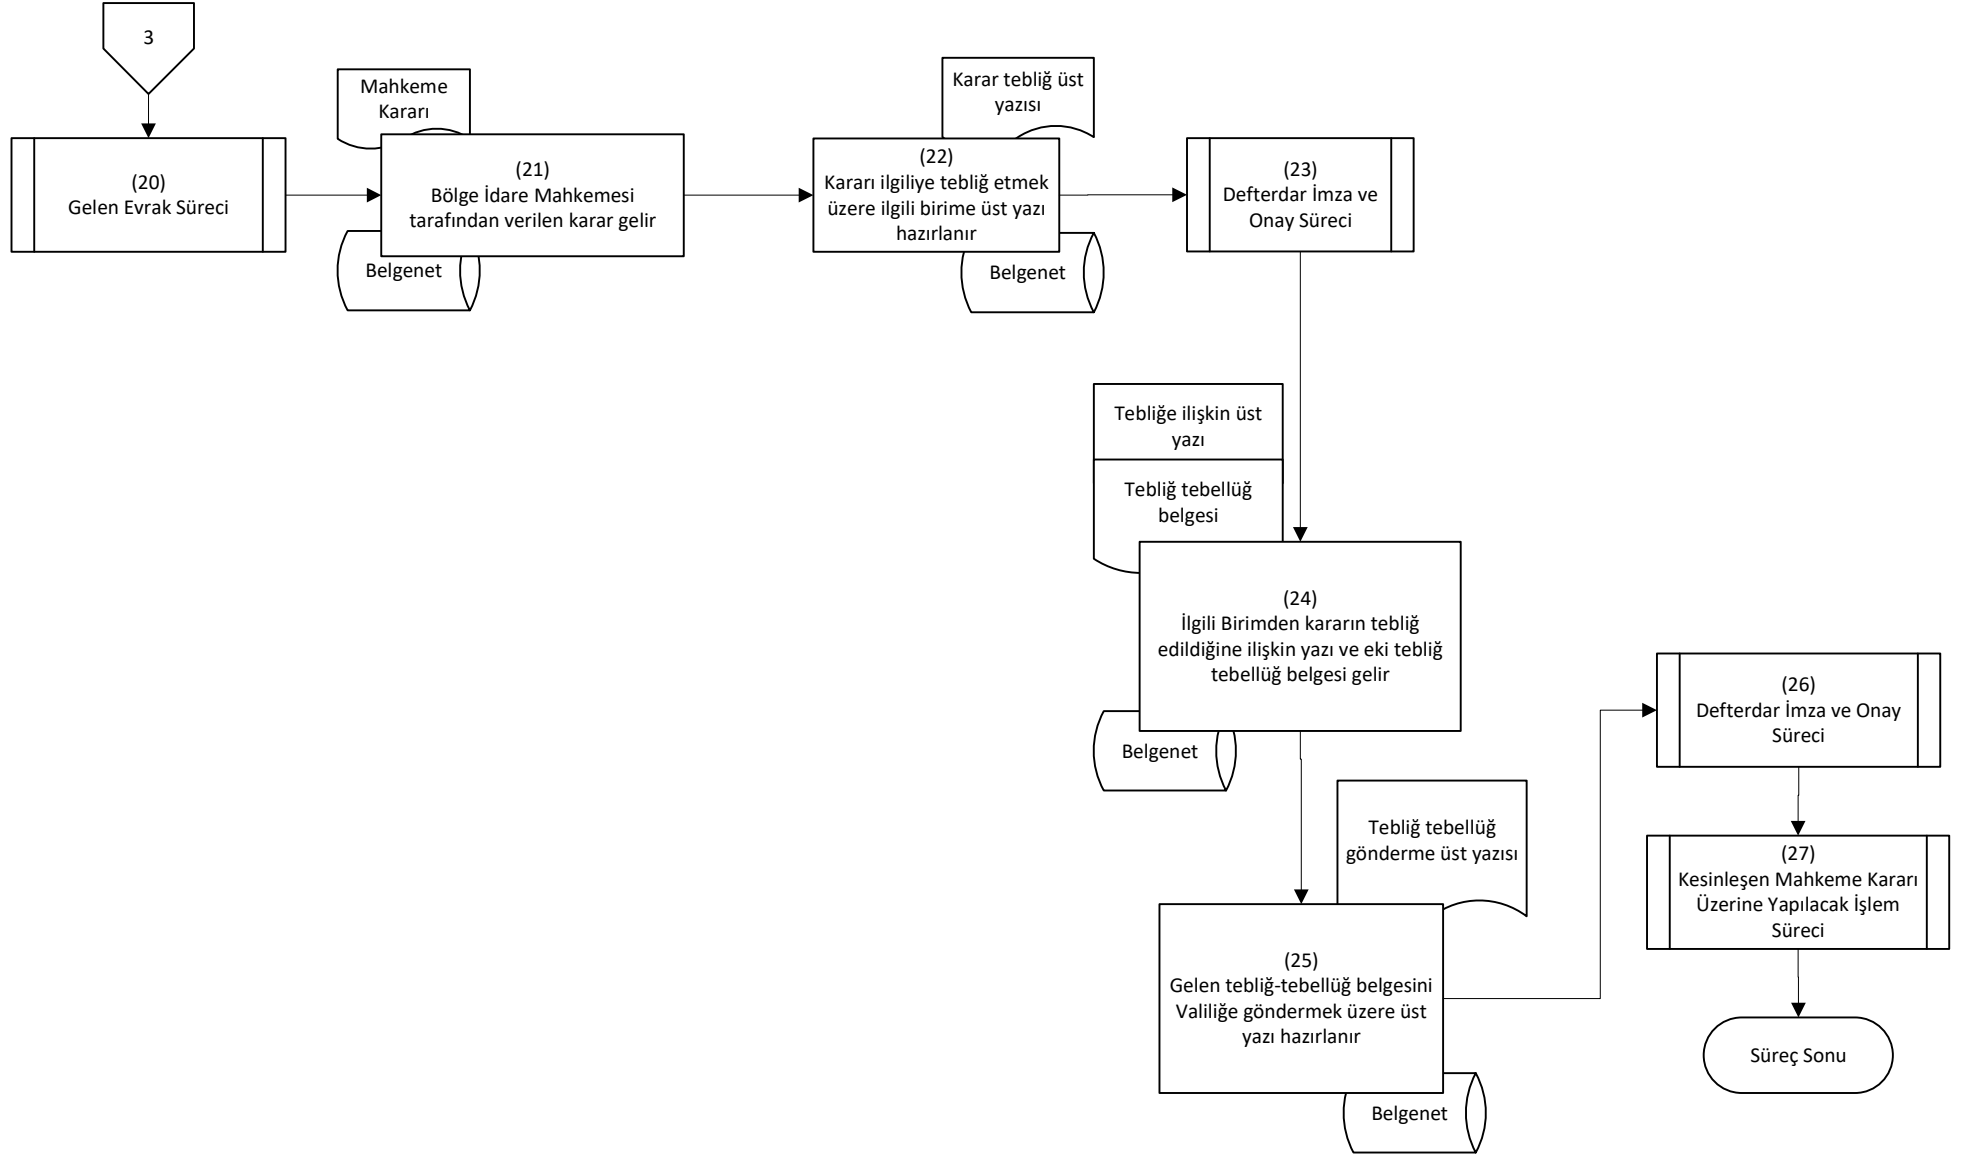 3
(20)
Gelen Evrak Süreci
Mahkeme
Kararı
(21)
Bölge İdare Mahkemesi
tarafından verilen karar gelir
Belgenet
Karar tebliğ üst
yazısı
(22)
Kararı ilgiliye tebliğ etmek
üzere ilgili birime üst yazı
hazırlanır
Belgenet
(23)
Defterdar İmza ve
Onay Süreci
Tebliğe ilişkin üst
yazı
Tebliğ tebellüğ
belgesi
(24)
İlgili Birimden kararın tebliğ
edildiğine ilişkin yazı ve eki tebliğ
tebellüğ belgesi gelir
Belgenet
Tebliğ tebellüğ
gönderme üst yazısı
(25)
Gelen tebliğ-tebellüğ belgesini
Valiliğe göndermek üzere üst
yazı hazırlanır
Belgenet
(26)
Defterdar İmza ve Onay
Süreci
(27)
Kesinleşen Mahkeme Kararı
Üzerine Yapılacak İşlem
Süreci
Süreç Sonu